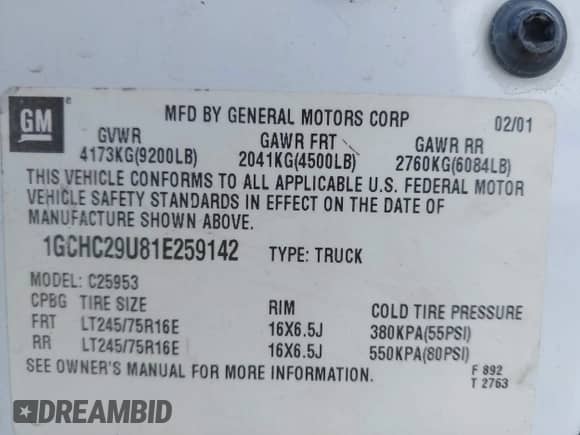 GM ®
MFD BY GENERAL MOTORS CORP 02/01
GVWR GAWR FRT GAWR RR
4173KG(9200LB) 2041KG(4500LB) 2760KG(6084LB)
THIS VEHICLE CONFORMS TO ALL APPLICABLE U.S. FEDERAL MOTOR
VEHICLE SAFETY STANDARDS IN EFFECT ON THE DATE OF
MANUFACTURE SHOWN ABOVE.
1GCHC29U81E259142 TYPE: TRUCK
MODEL: C25953
CPBG TIRE SIZE RIM COLD TIRE PRESSURE
FRT LT245/75R16E 16X6.5J 380KPA(55PSI)
RR LT245/75R16E 16X6.5J 550KPA(80PSI)
SEE OWNER'S MANUAL FOR MORE INFORMATION.
F 892
T 2763
DREAMBID